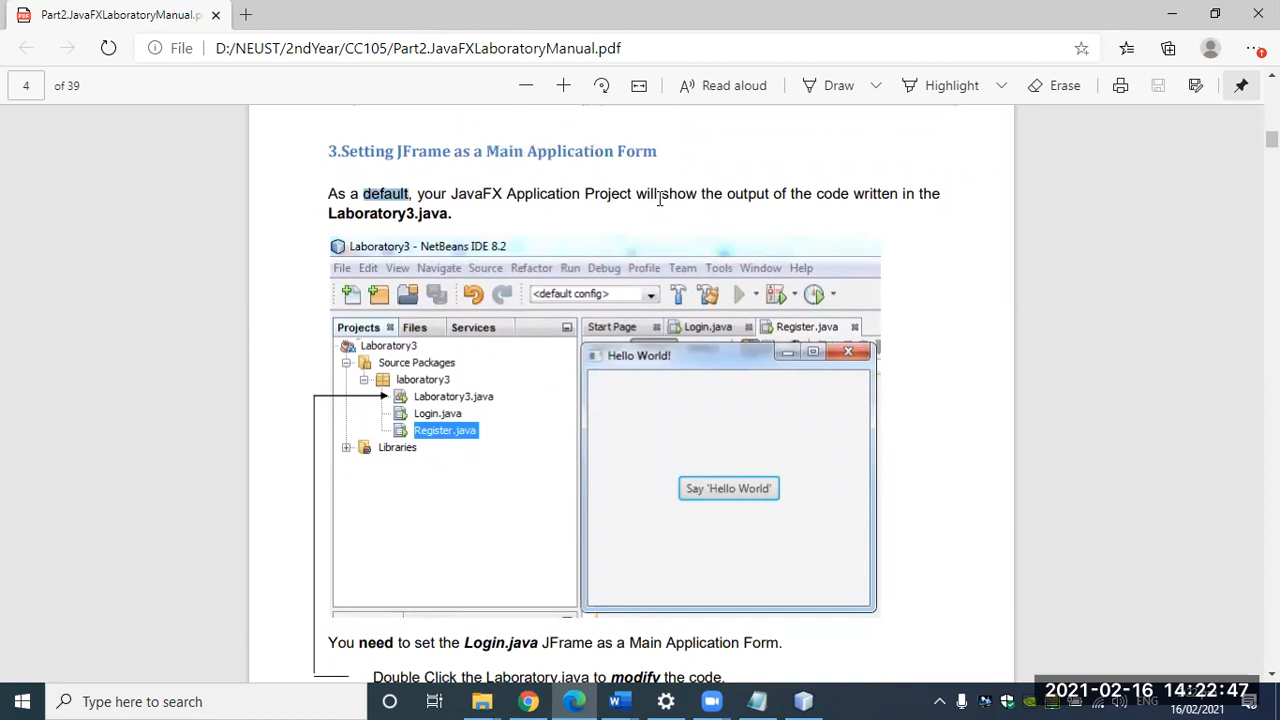 Part2.JavaFXLaboratoryManual.p
File D:/NEUST/2ndYear/CC105/Part2.JavaFXLaboratoryManual.pdf
4 of 39 Read aloud Draw Highlight Erase
3.Setting JFrame as a Main Application Form
As a default, your JavaFX Application Project will show the output of the code written in the
Laboratory3.java.
Laboratory3 - NetBeans IDE 8.2
File Edit View Navigate Source Refactor Run Debug Profile Team Tools Window Help
<default config>
Projects Files Services Start Page Login.java Register.java
Laboratory3
Hello World!
Source Packages
laboratory3
Laboratory3.java
Login.java
Register.java
Libraries
Say 'Hello World'
You need to set the Login.java JFrame as a Main Application Form.
Double Click the Laboratory.java to modify the code.
Type here to search
ENG
2021-02-16 14:22:47
16/02/2021